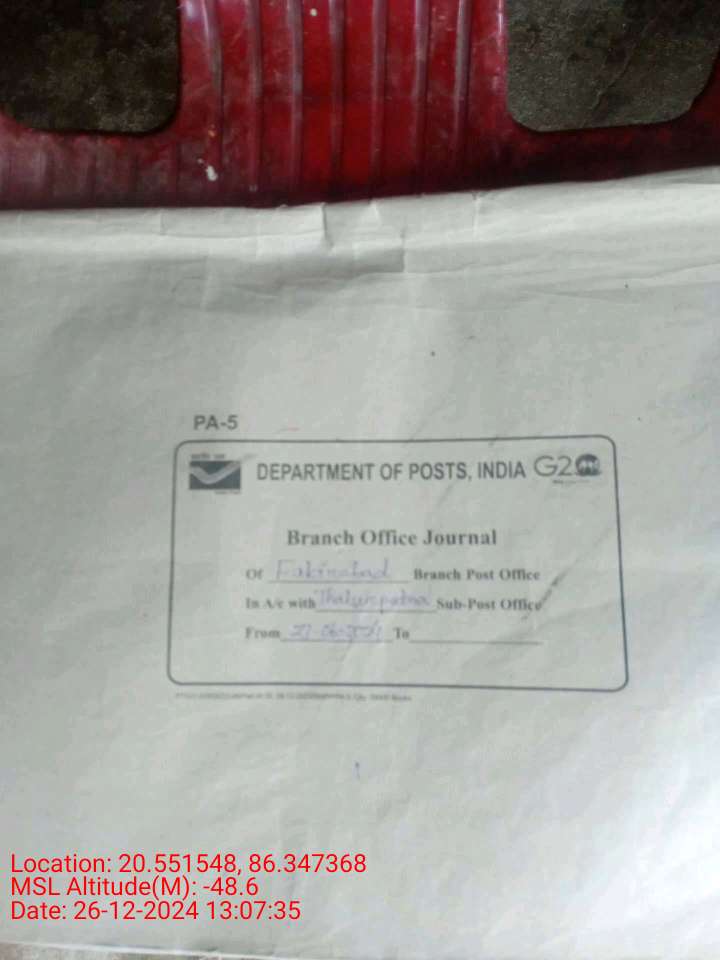 PA-5
DEPARTMENT OF POSTS, INDIA G20
Branch Office Journal
Of Fakirabad Branch Post Office
In A/c with Thakurpatna Sub-Post Office
From To
Location: 20.551548, 86.347368
MSL Altitude(M): -48.6
Date: 26-12-2024 13:07:35